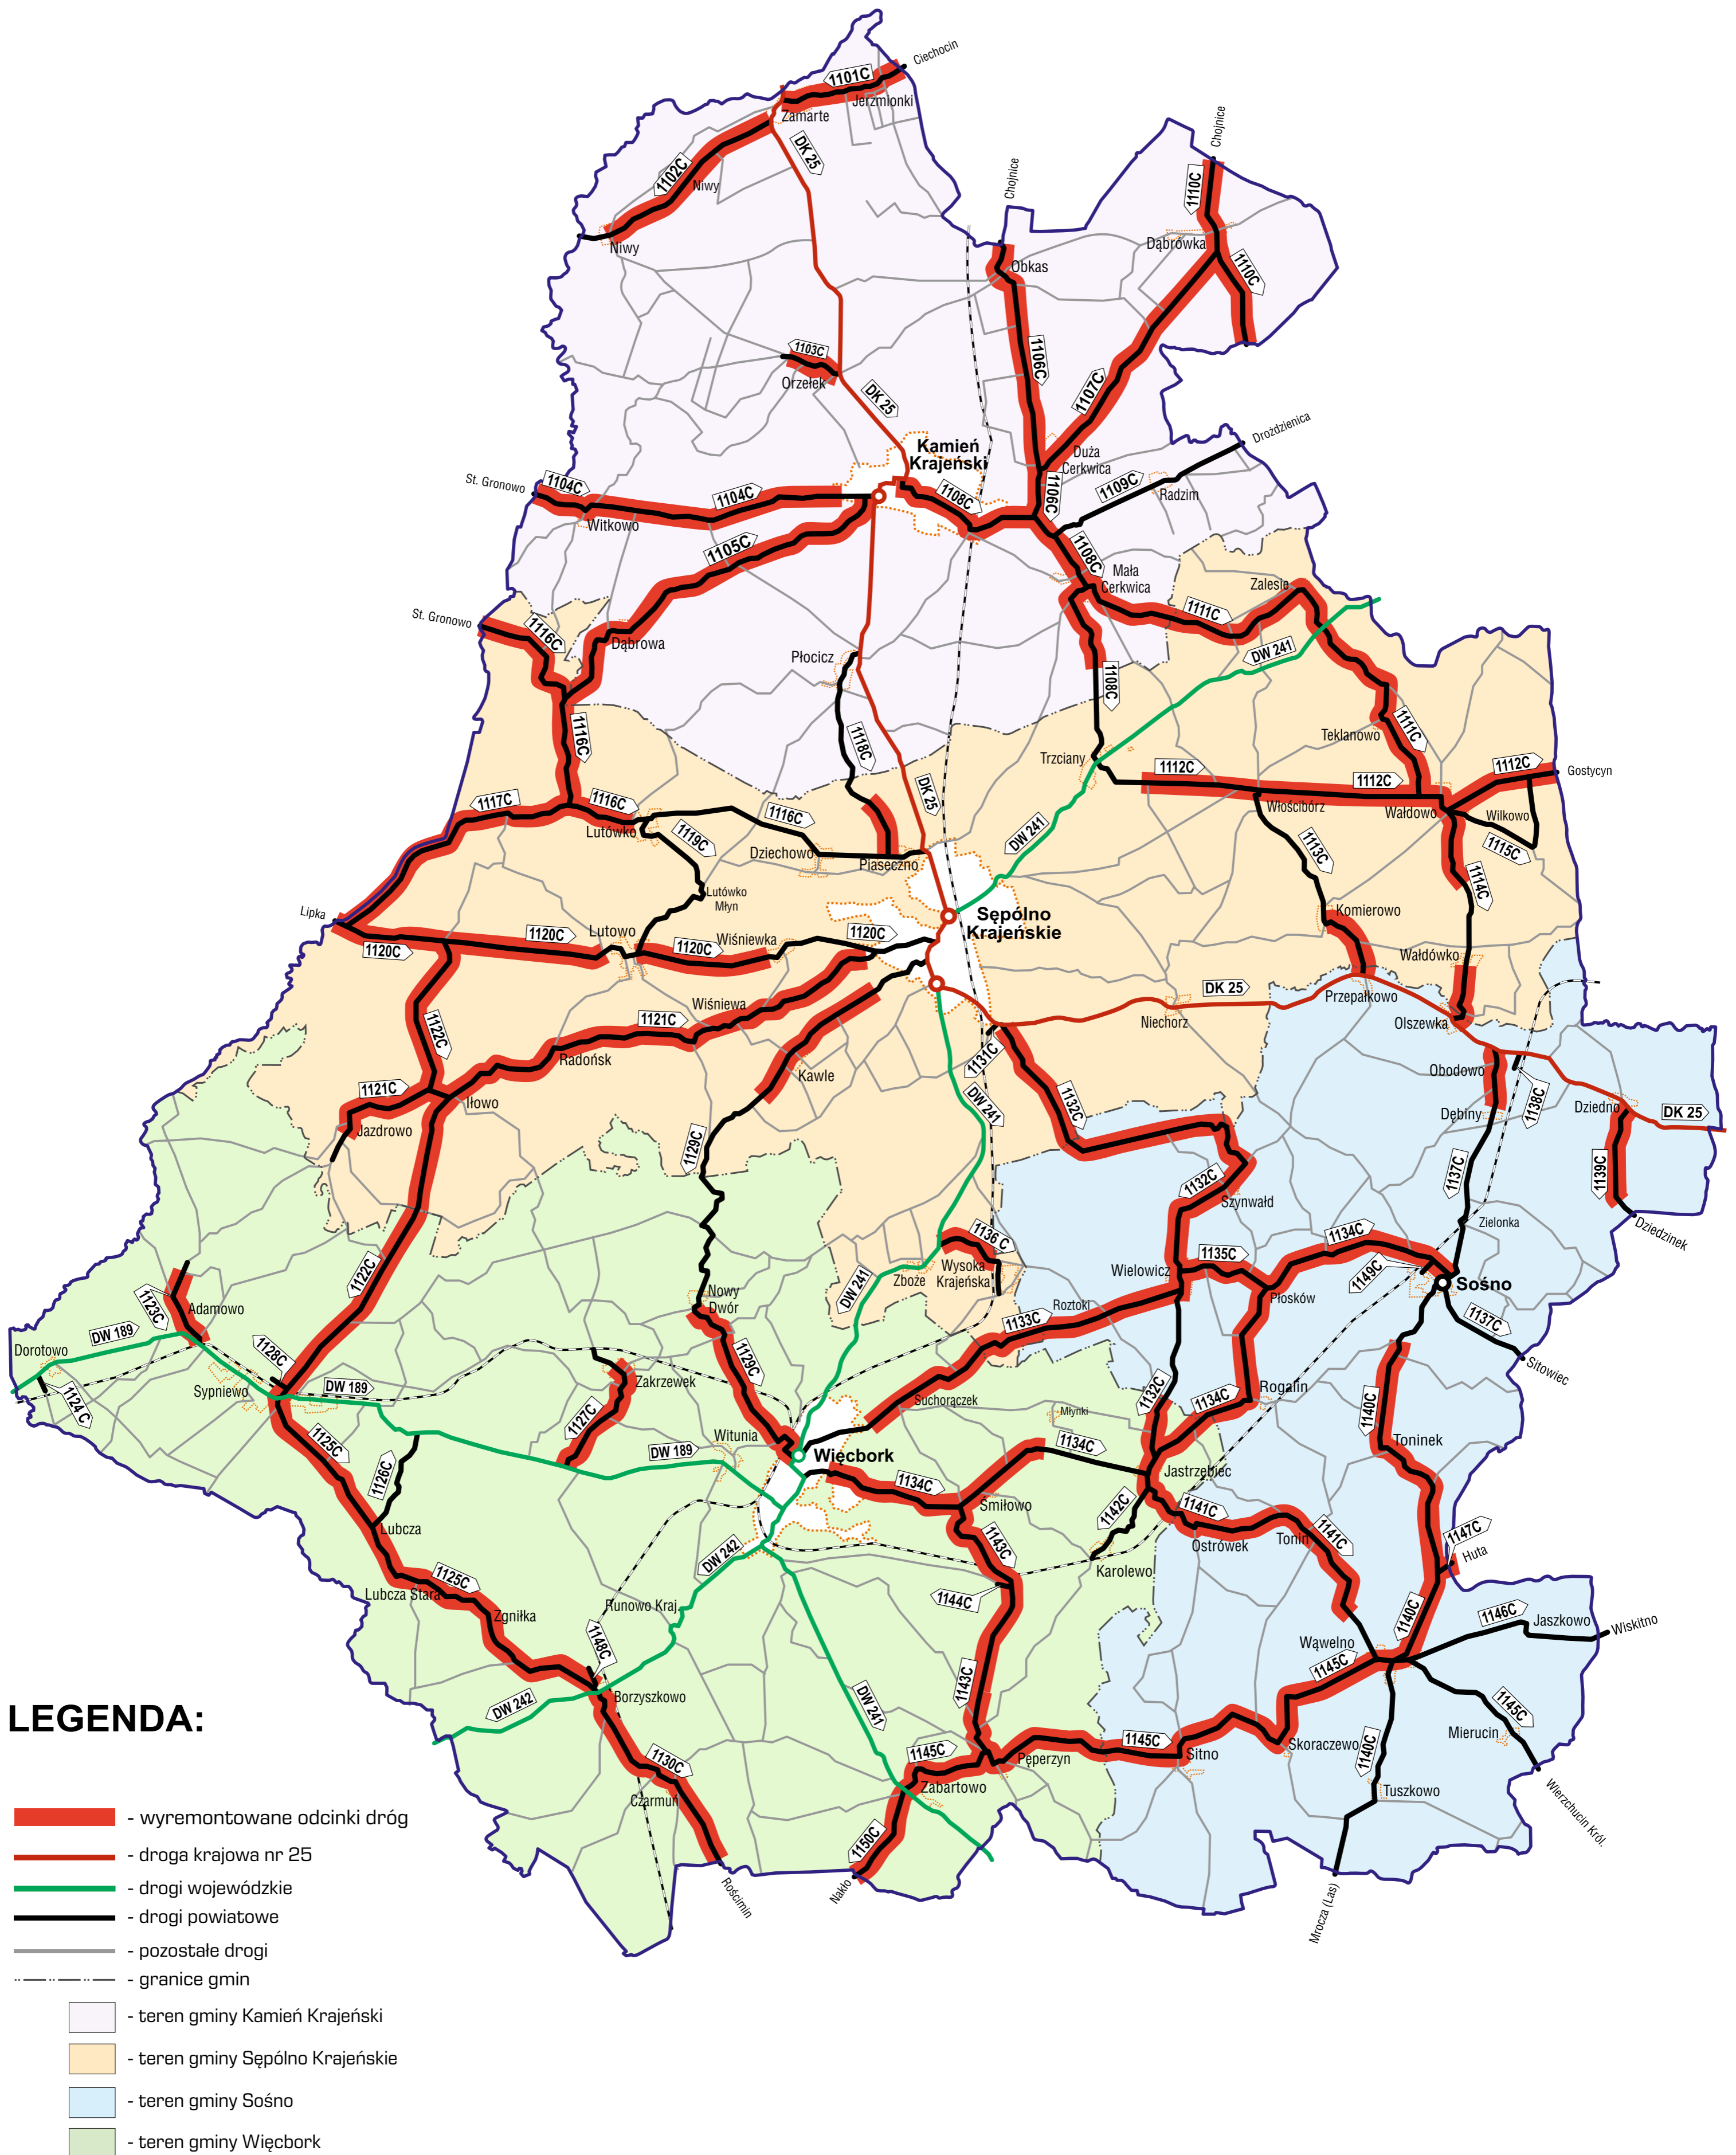 Ciechocin
1101C
Jerzmionki
Zamarte
DK 25
Chojnice
Chojnice
1102C
Niwy
1110C
Niwy
Dąbrówka
Obkas
1110C
1103C
Orzełek
1106C
DK 25
1107C
Drożdzienica
Kamień
Krajeński
Duża
Cerkwica
St. Gronowo
1104C
1104C
1108C
1106C
1109C
Radzim
Witkowo
1105C
1108C
Mała
Cerkwica
Zalesie
St. Gronowo
1116C
Dąbrowa
1111C
Płocicz
DW 241
1108C
1116C
1118C
Teklanowo
1111C
Trzciany
1112C
1112C
1112C
Gostycyn
DK 25
1117C
1116C
1116C
Włościbórz
Wałdowo
Wilkowo
Lutówko
1119C
Dziechowo
Piaseczno
DW 241
1113C
1115C
Lutówko
Młyn
1114C
Lipka
Sępólno
Krajeńskie
Komierowo
1120C
Lutowo
1120C
1120C
Wiśniewka
1120C
Wałdówko
Wiśniewa
DK 25
Przepałkowo
1121C
Niechorz
Olszewka
1122C
Radońsk
1131C
Kawle
Obodowo
1121C
Iłowo
DW 241
1132C
1138C
Dziedno
DK 25
Dębiny
Jazdrowo
1129C
1137C
1139C
1132C
Szynwałd
Zielonka
Dziedzinek
1136 C
1134C
Wysoka
Krajeńska
1135C
Zboże
Wielowicz
1149C
Sośno
1122C
DW 241
Nowy
Dwór
Płosków
1123C
Adamowo
Roztoki
1133C
1137C
DW 189
Dorotowo
Sitowiec
1128C
1129C
Zakrzewek
1124 C
Sypniewo
DW 189
Suchorączek
1132C
1134C
Rogalin
1140C
Młynki
1127C
1125C
Witunia
DW 189
1134C
Więcbork
Toninek
1126C
Jastrzębiec
1134C
Śmiłowo
1142C
1141C
1141C
Lubcza
1147C
Huta
Ostrówek
Tonin
1143C
DW 242
Karolewo
1125C
Lubcza Stara
1144C
Zgniłka
Runowo Kraj.
1140C
1146C
Jaszkowo
Wiskitno
1148C
Wąwelno
1145C
1143C
Borzyszkowo
DW 242
DW 241
1145C
Mierucin
1145C
1145C
Skoraczewo
1140C
Sitno
Pęperzyn
1130C
Zabartowo
Czarmuń
Tuszkowo
Wierzchucin Król.
1150C
Nakło
Rościmin
Mrocza (Las)
LEGENDA:
- wyremontowane odcinki dróg
- droga krajowa nr 25
- drogi wojewódzkie
- drogi powiatowe
- pozostałe drogi
- granice gmin
- teren gminy Kamień Krajeński
- teren gminy Sępólno Krajeńskie
- teren gminy Sośno
- teren gminy Więcbork